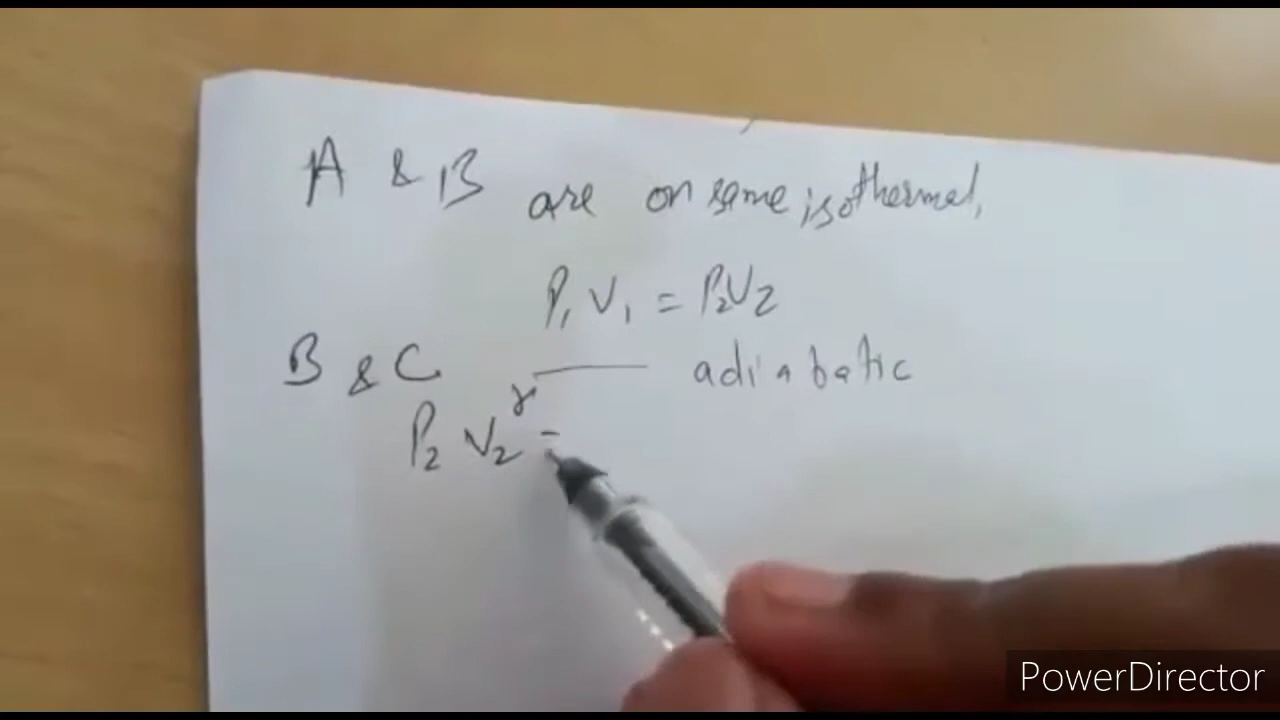 A & B are on same isothermal,
P₁ V₁ = P₂V₂
B & C —— adiabatic
P₂ V₂^γ =
PowerDirector